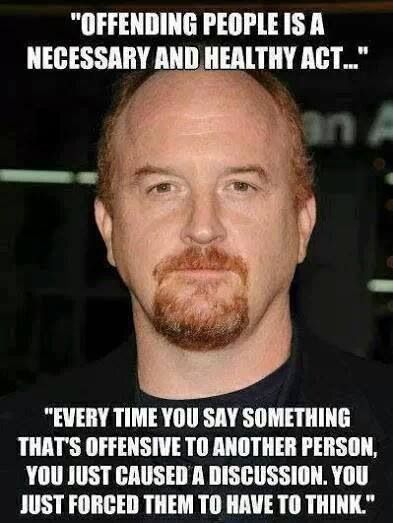 "OFFENDING PEOPLE IS A
NECESSARY AND HEALTHY ACT..."
an A
"EVERY TIME YOU SAY SOMETHING
THAT'S OFFENSIVE TO ANOTHER PERSON,
YOU JUST CAUSED A DISCUSSION. YOU
JUST FORCED THEM TO HAVE TO THINK."